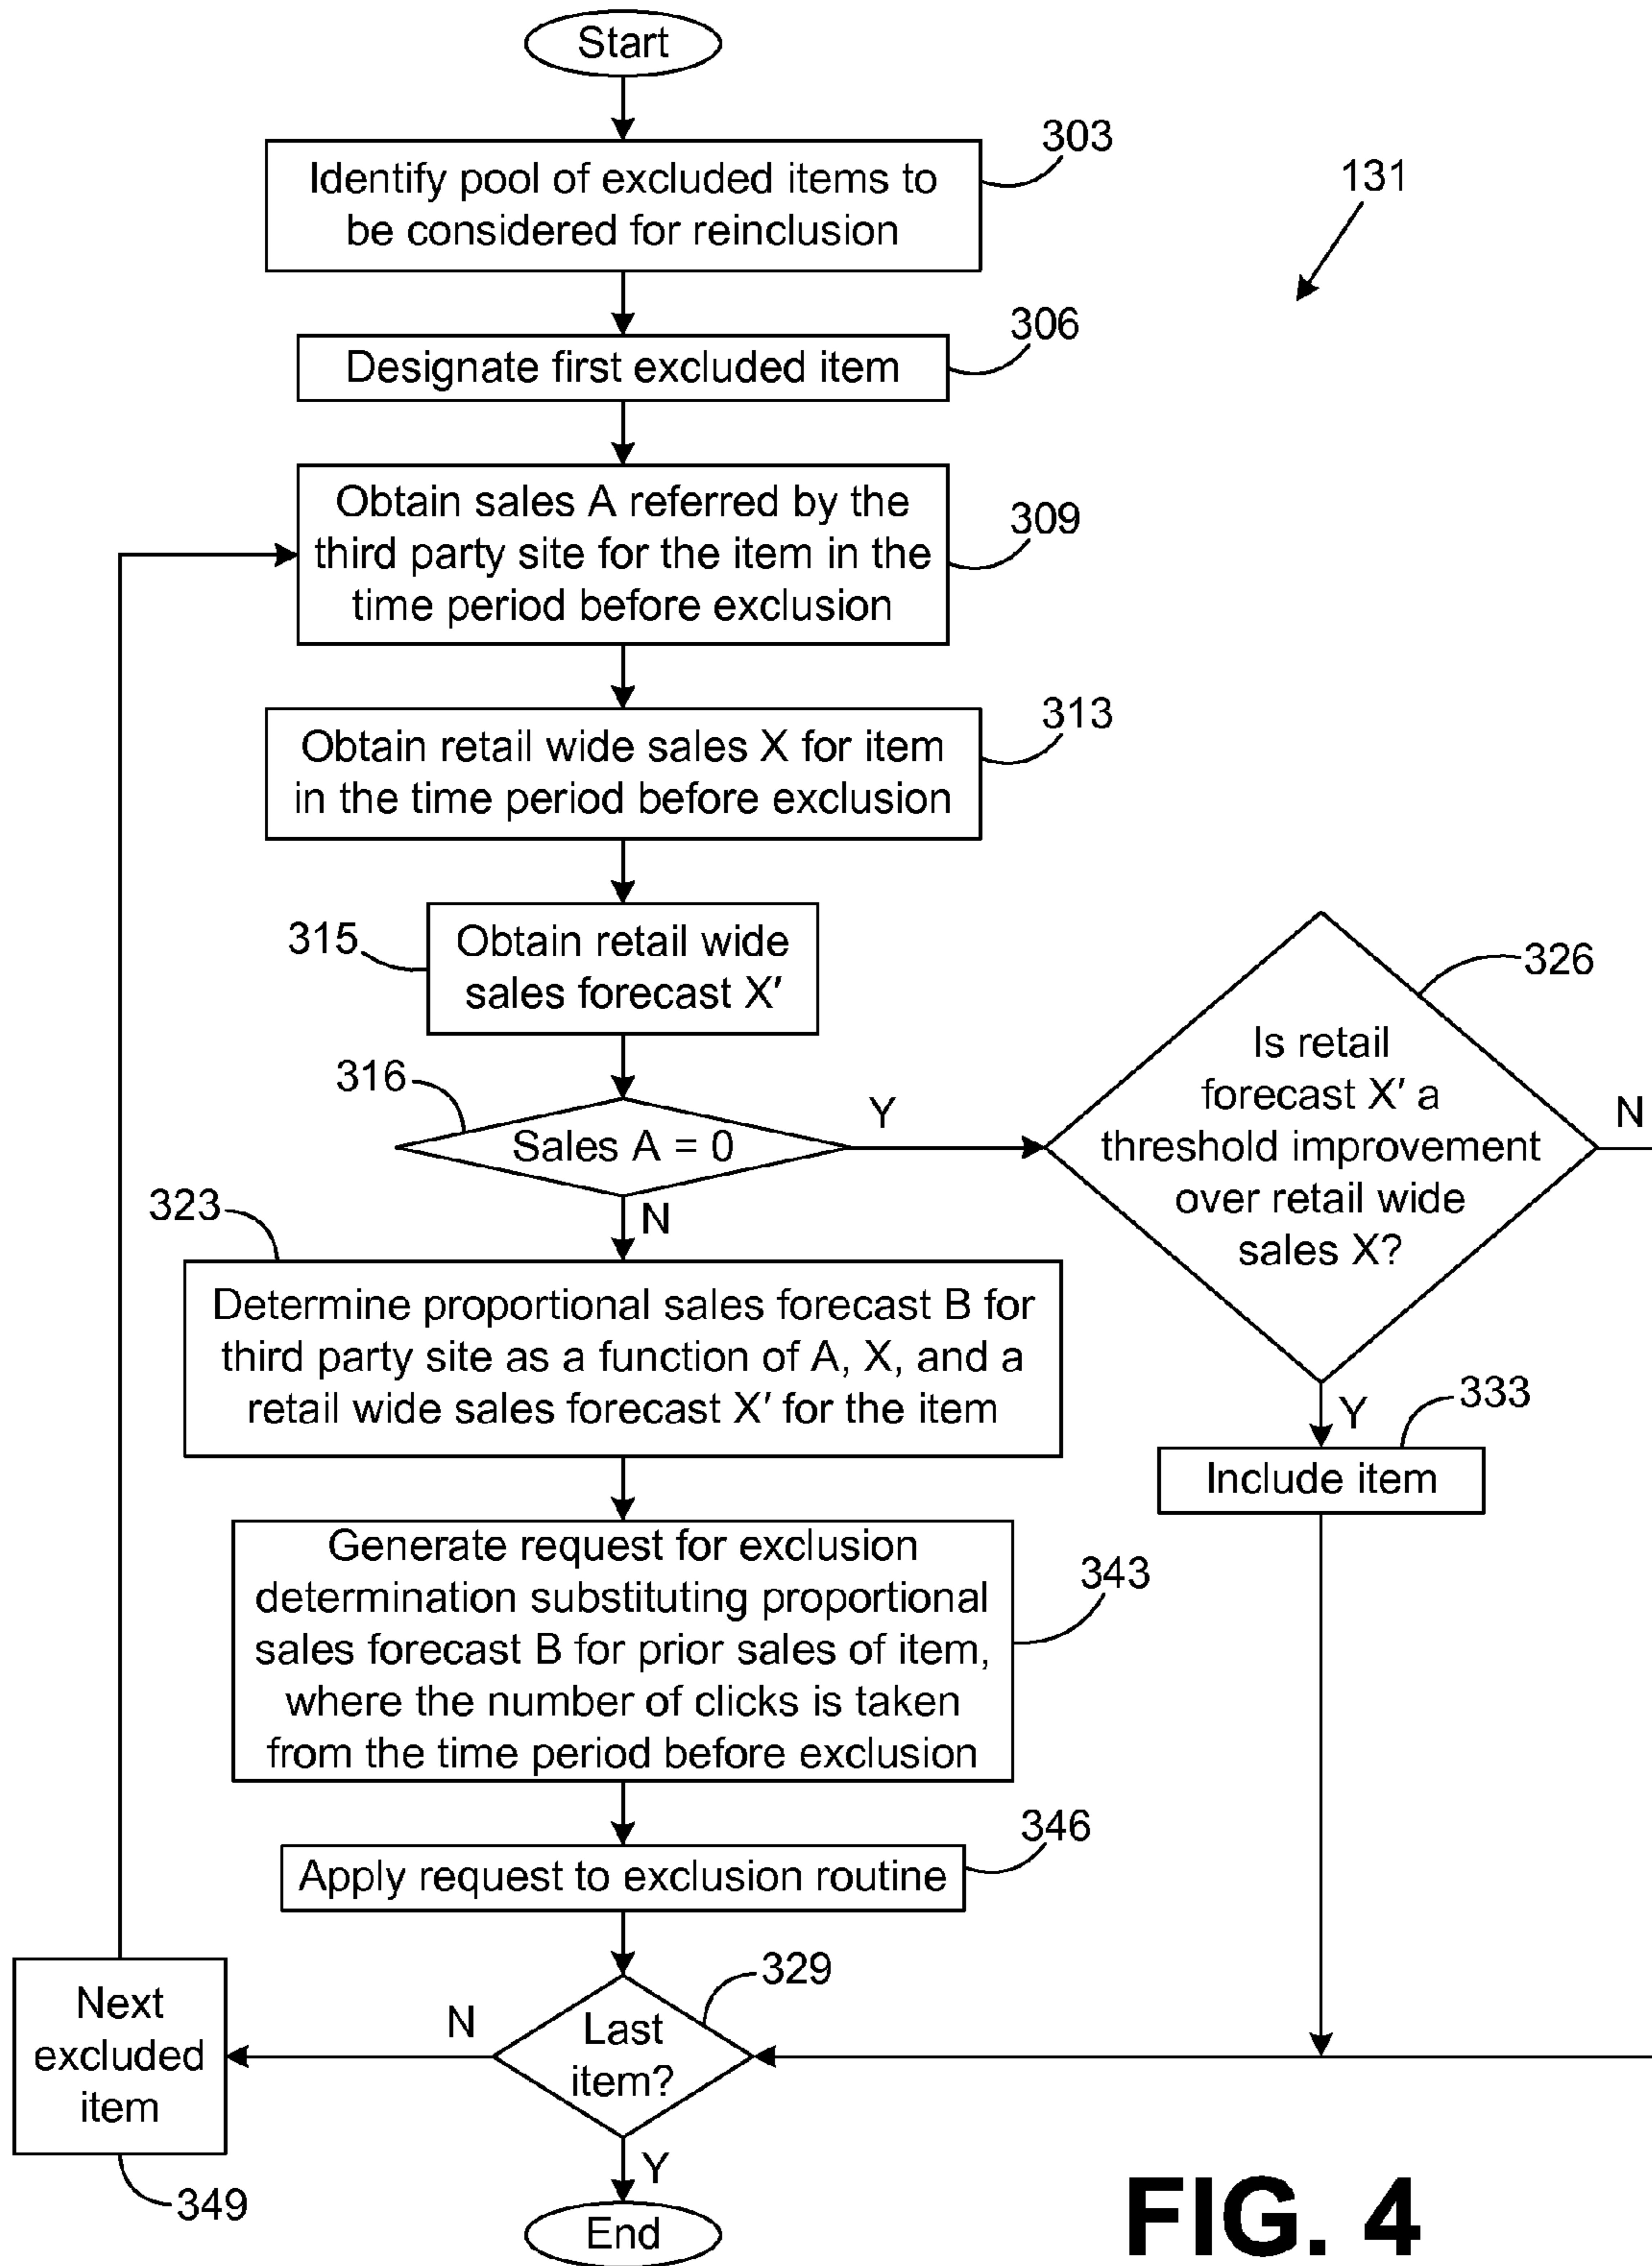 Start
303
Identify pool of excluded items to
be considered for reinclusion
131
306
Designate first excluded item
Obtain sales A referred by the
third party site for the item in the
time period before exclusion
309
313
Obtain retail wide sales X for item
in the time period before exclusion
315
Obtain retail wide
sales forecast X′
326
316
Sales A = 0
Y
Is retail
forecast X′ a
threshold improvement
over retail wide
sales X?
N
323
N
Determine proportional sales forecast B for
third party site as a function of A, X, and a
retail wide sales forecast X′ for the item
Y
333
Include item
Generate request for exclusion
determination substituting proportional
sales forecast B for prior sales of item,
where the number of clicks is taken
from the time period before exclusion
343
346
Apply request to exclusion routine
329
Next
excluded
item
N
Last
item?
349
Y
End
FIG. 4